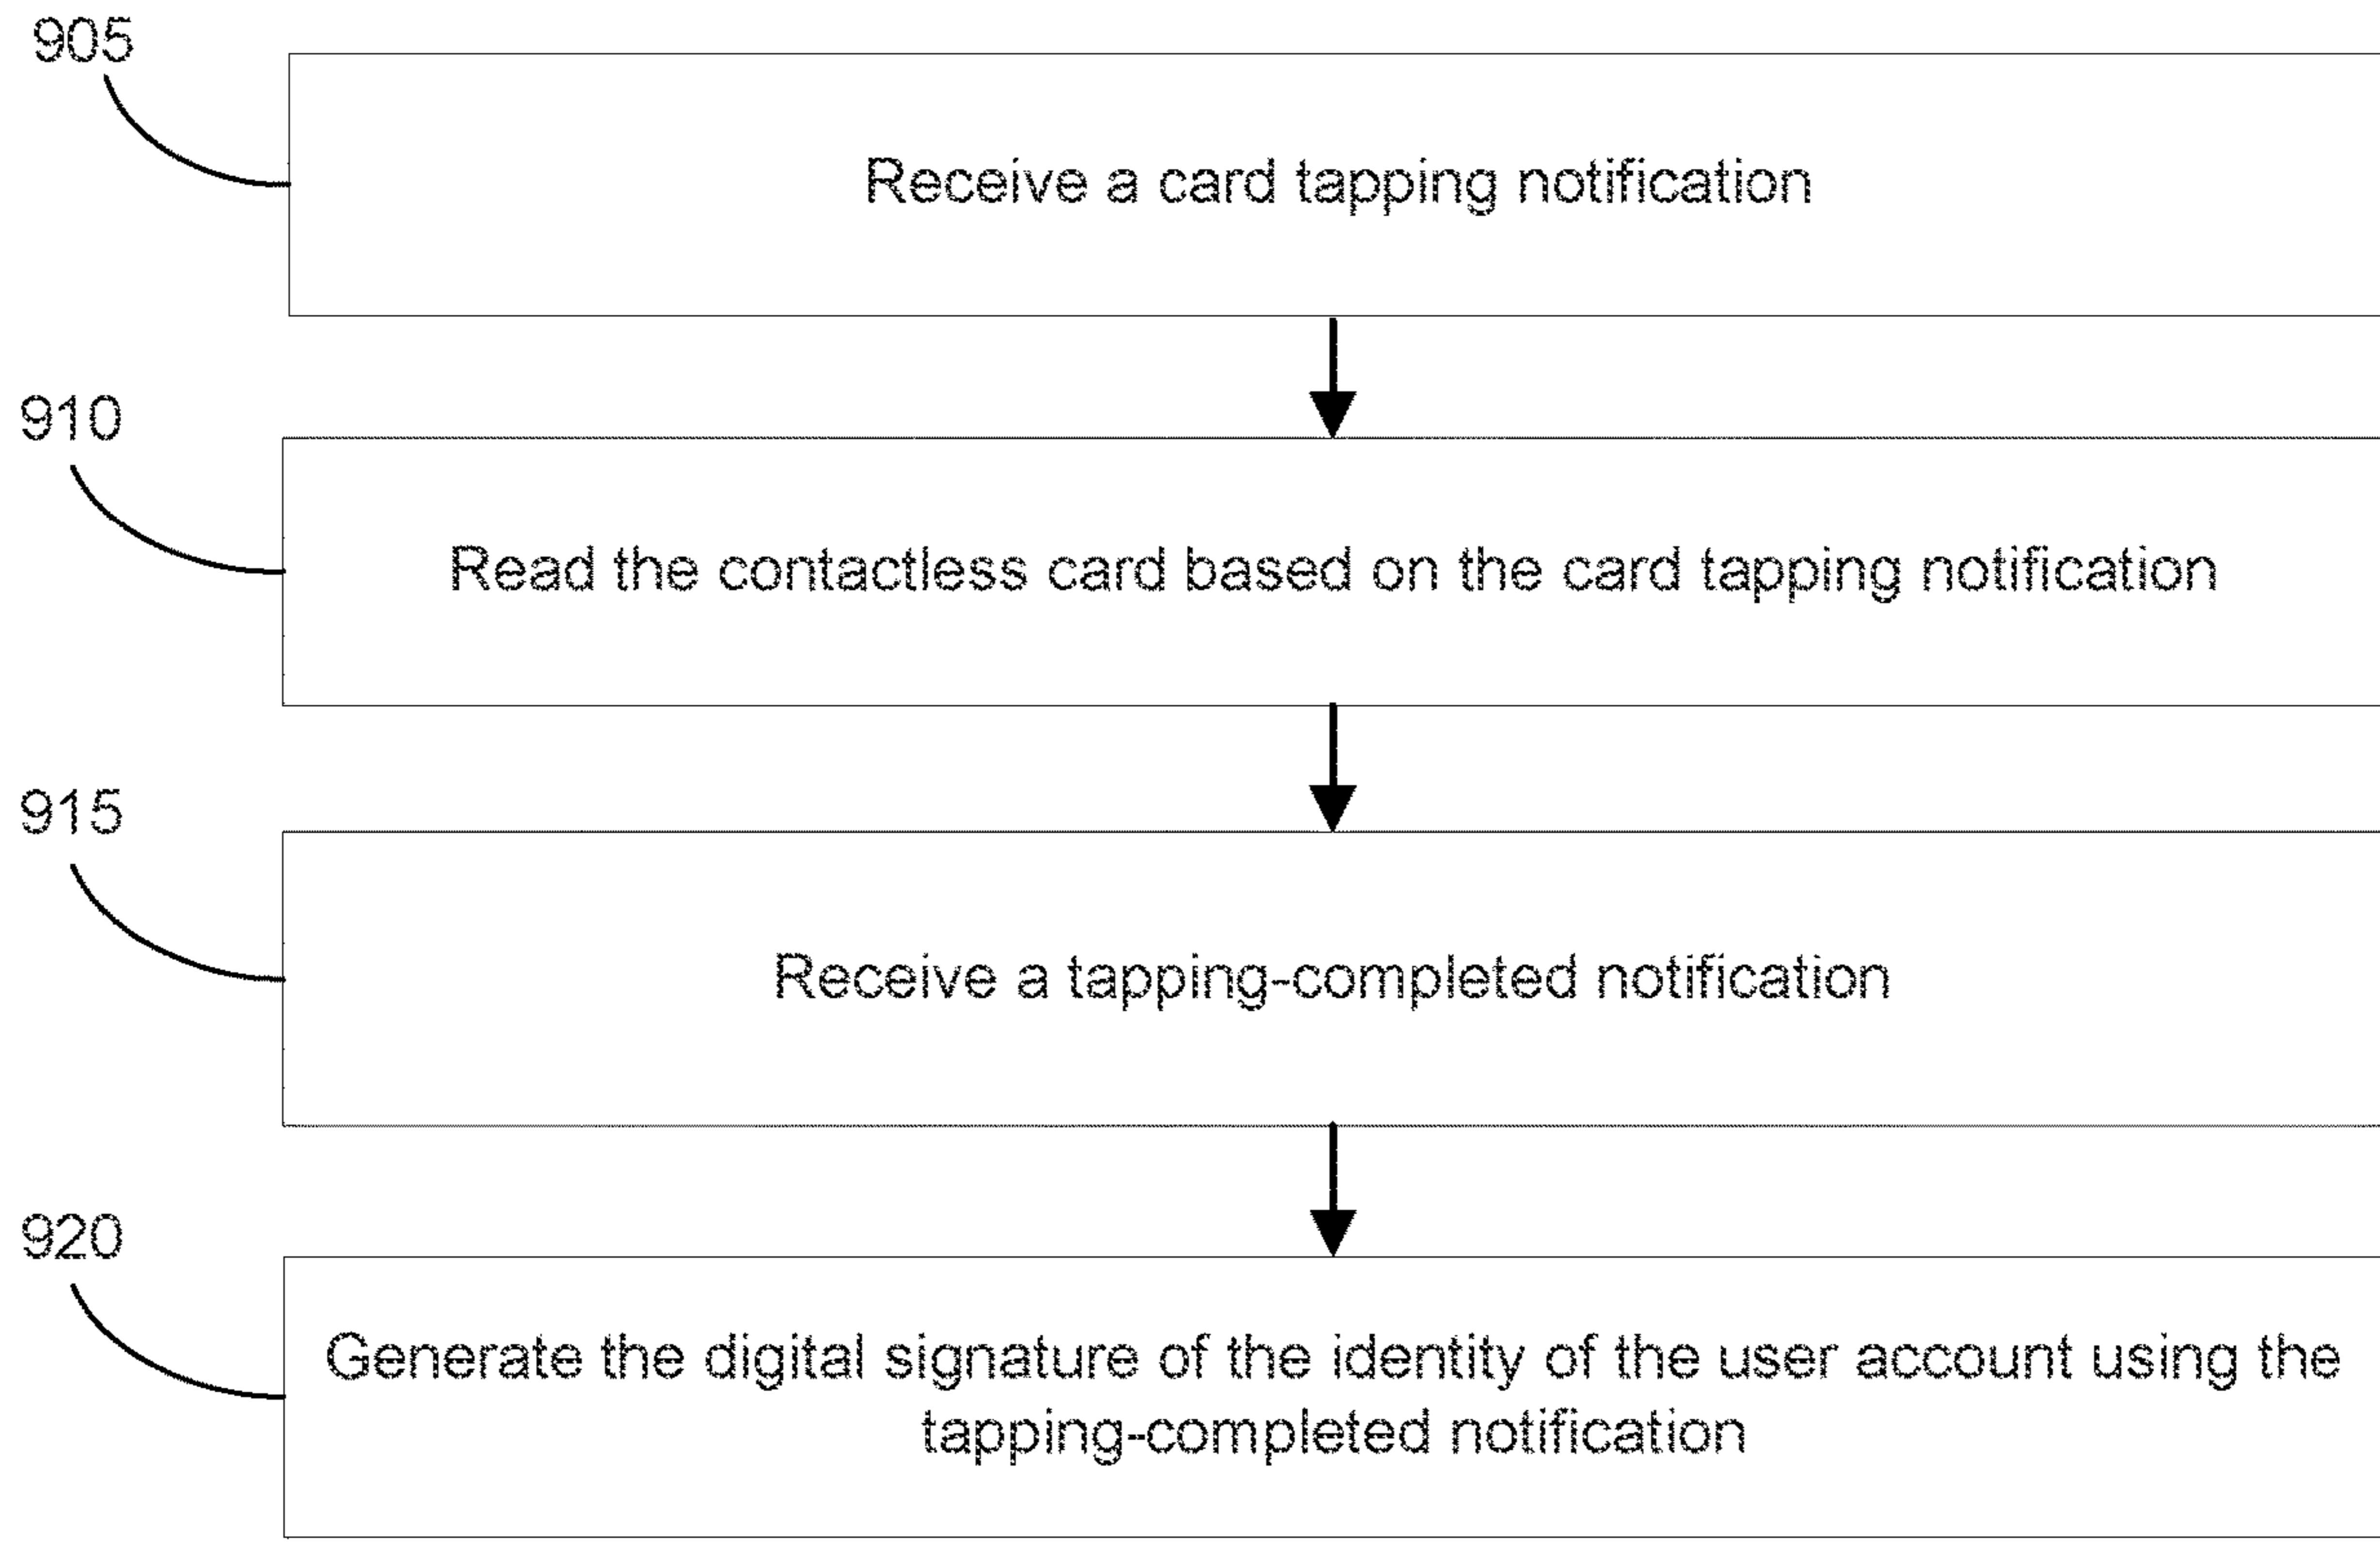 905
Receive a card tapping notification
910
Read the contactless card based on the card tapping notification
915
Receive a tapping-completed notification
920
Generate the digital signature of the identity of the user account using the
tapping-completed notification